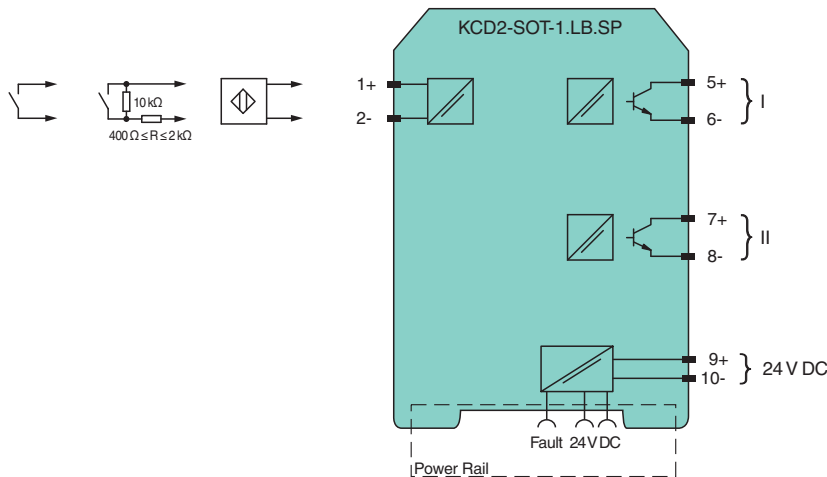 KCD2-SOT-1.LB.SP
10 kΩ
400 Ω ≤ R ≤ 2 kΩ
1+
2-
5+
6-
I
7+
8-
II
9+
10-
24 V DC
Fault 24 V DC
Power Rail